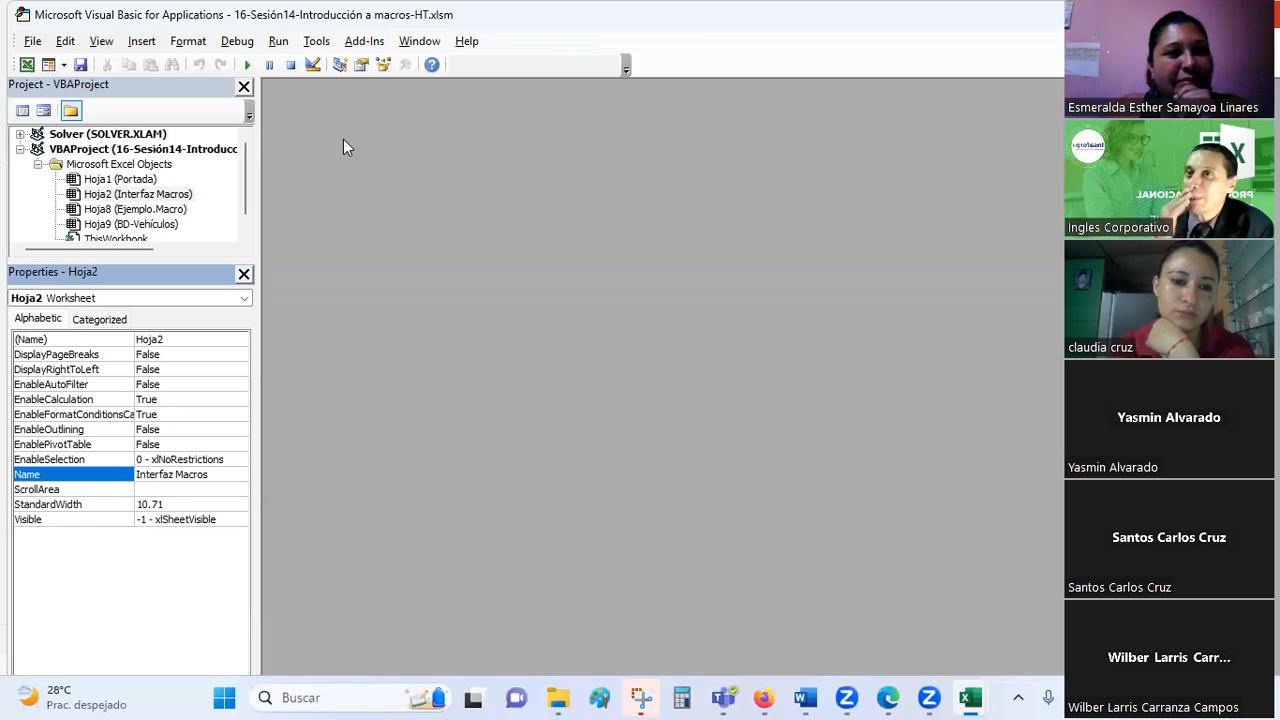 Microsoft Visual Basic for Applications - 16-Sesión14-Introducción a macros-HT.xlsm
File Edit View Insert Format Debug Run Tools Add-Ins Window Help
Project - VBAProject
Solver (SOLVER.XLAM)
VBAProject (16-Sesión14-Introducc
Microsoft Excel Objects
Hoja1 (Portada)
Hoja2 (Interfaz Macros)
Hoja8 (Ejemplo.Macro)
Hoja9 (BD-Vehículos)
ThisWorkbook
Properties - Hoja2
Hoja2 Worksheet
Alphabetic Categorized
(Name) Hoja2
DisplayPageBreaks False
DisplayRightToLeft False
EnableAutoFilter False
EnableCalculation True
EnableFormatConditionsCa True
EnableOutlining False
EnablePivotTable False
EnableSelection 0 - xlNoRestrictions
Name Interfaz Macros
ScrollArea
StandardWidth 10.71
Visible -1 - xlSheetVisible
Esmeralda Esther Samayoa Linares
Insaforp
X
Ingles Corporativo
claudia cruz
Yasmin Alvarado
Yasmin Alvarado
Santos Carlos Cruz
Santos Carlos Cruz
Wilber Larris Carr...
Wilber Larris Carranza Campos
28°C
Prac. despejado
Buscar